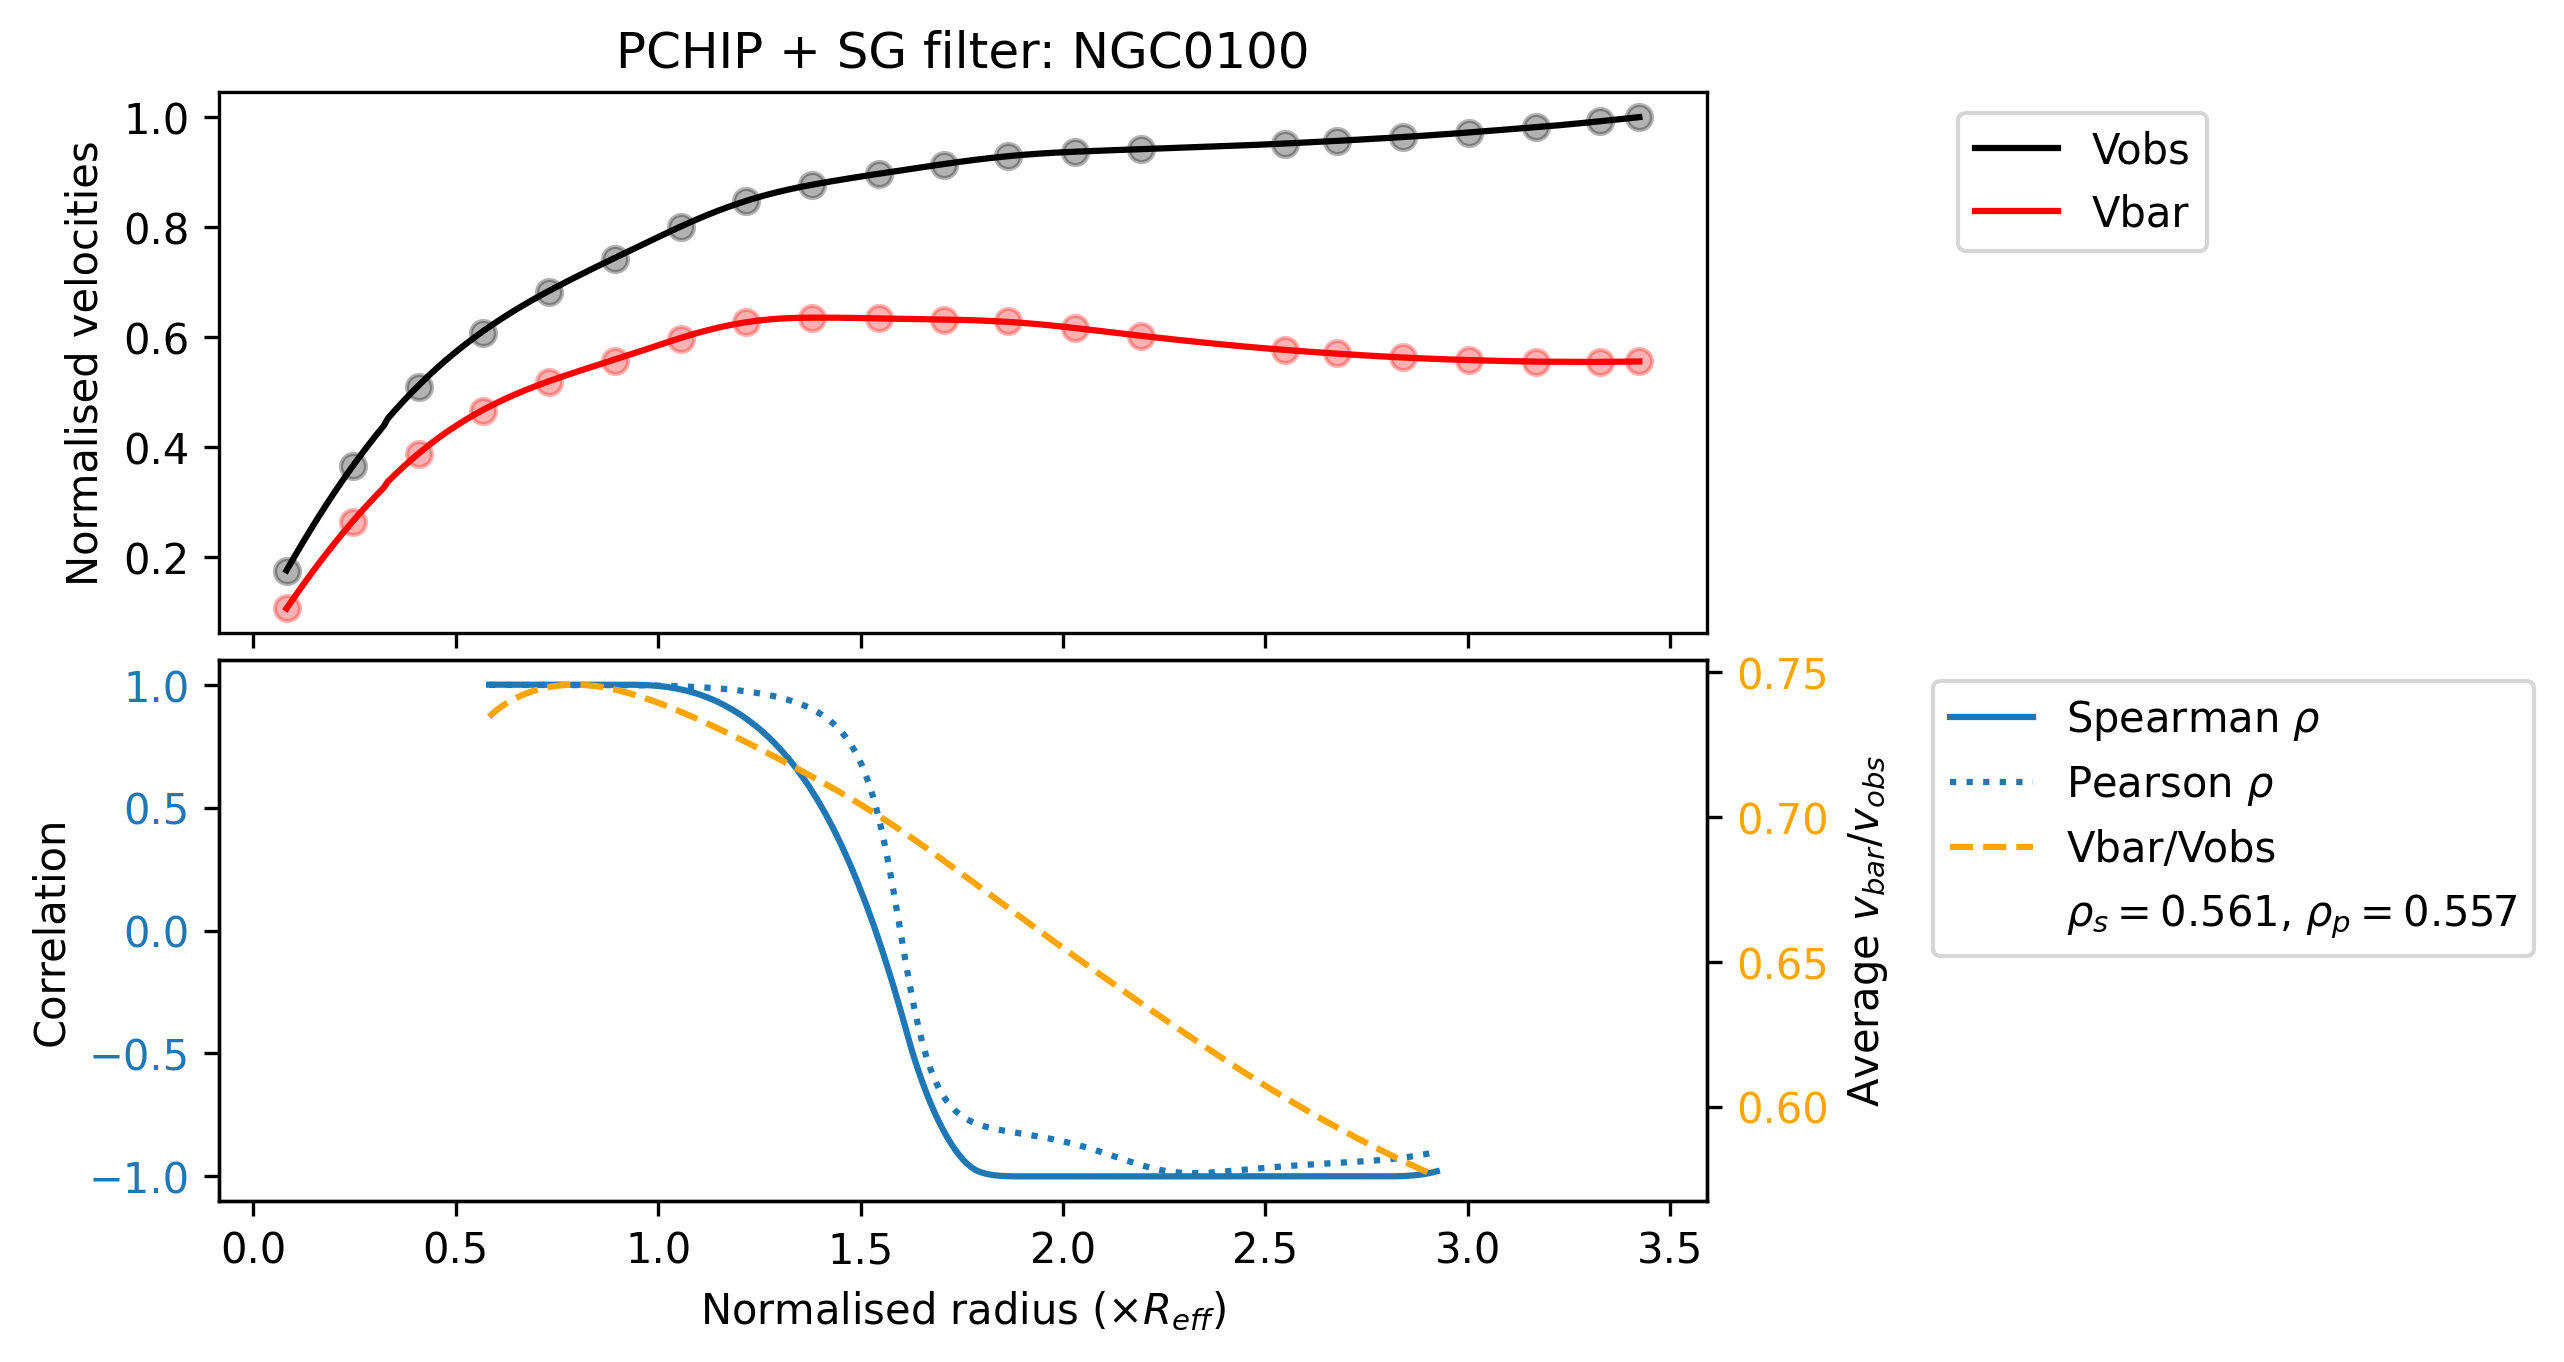 PCHIP + SG filter: NGC0100
Normalised velocities
1.0
0.8
0.6
0.4
0.2
Vobs
Vbar
Correlation
1.0
0.5
0.0
−0.5
−1.0
0.75
0.70
0.65
0.60
Average v_bar/v_obs
Spearman ρ
Pearson ρ
Vbar/Vobs
ρ_s = 0.561, ρ_p = 0.557
0.0 0.5 1.0 1.5 2.0 2.5 3.0 3.5
Normalised radius (×R_eff)